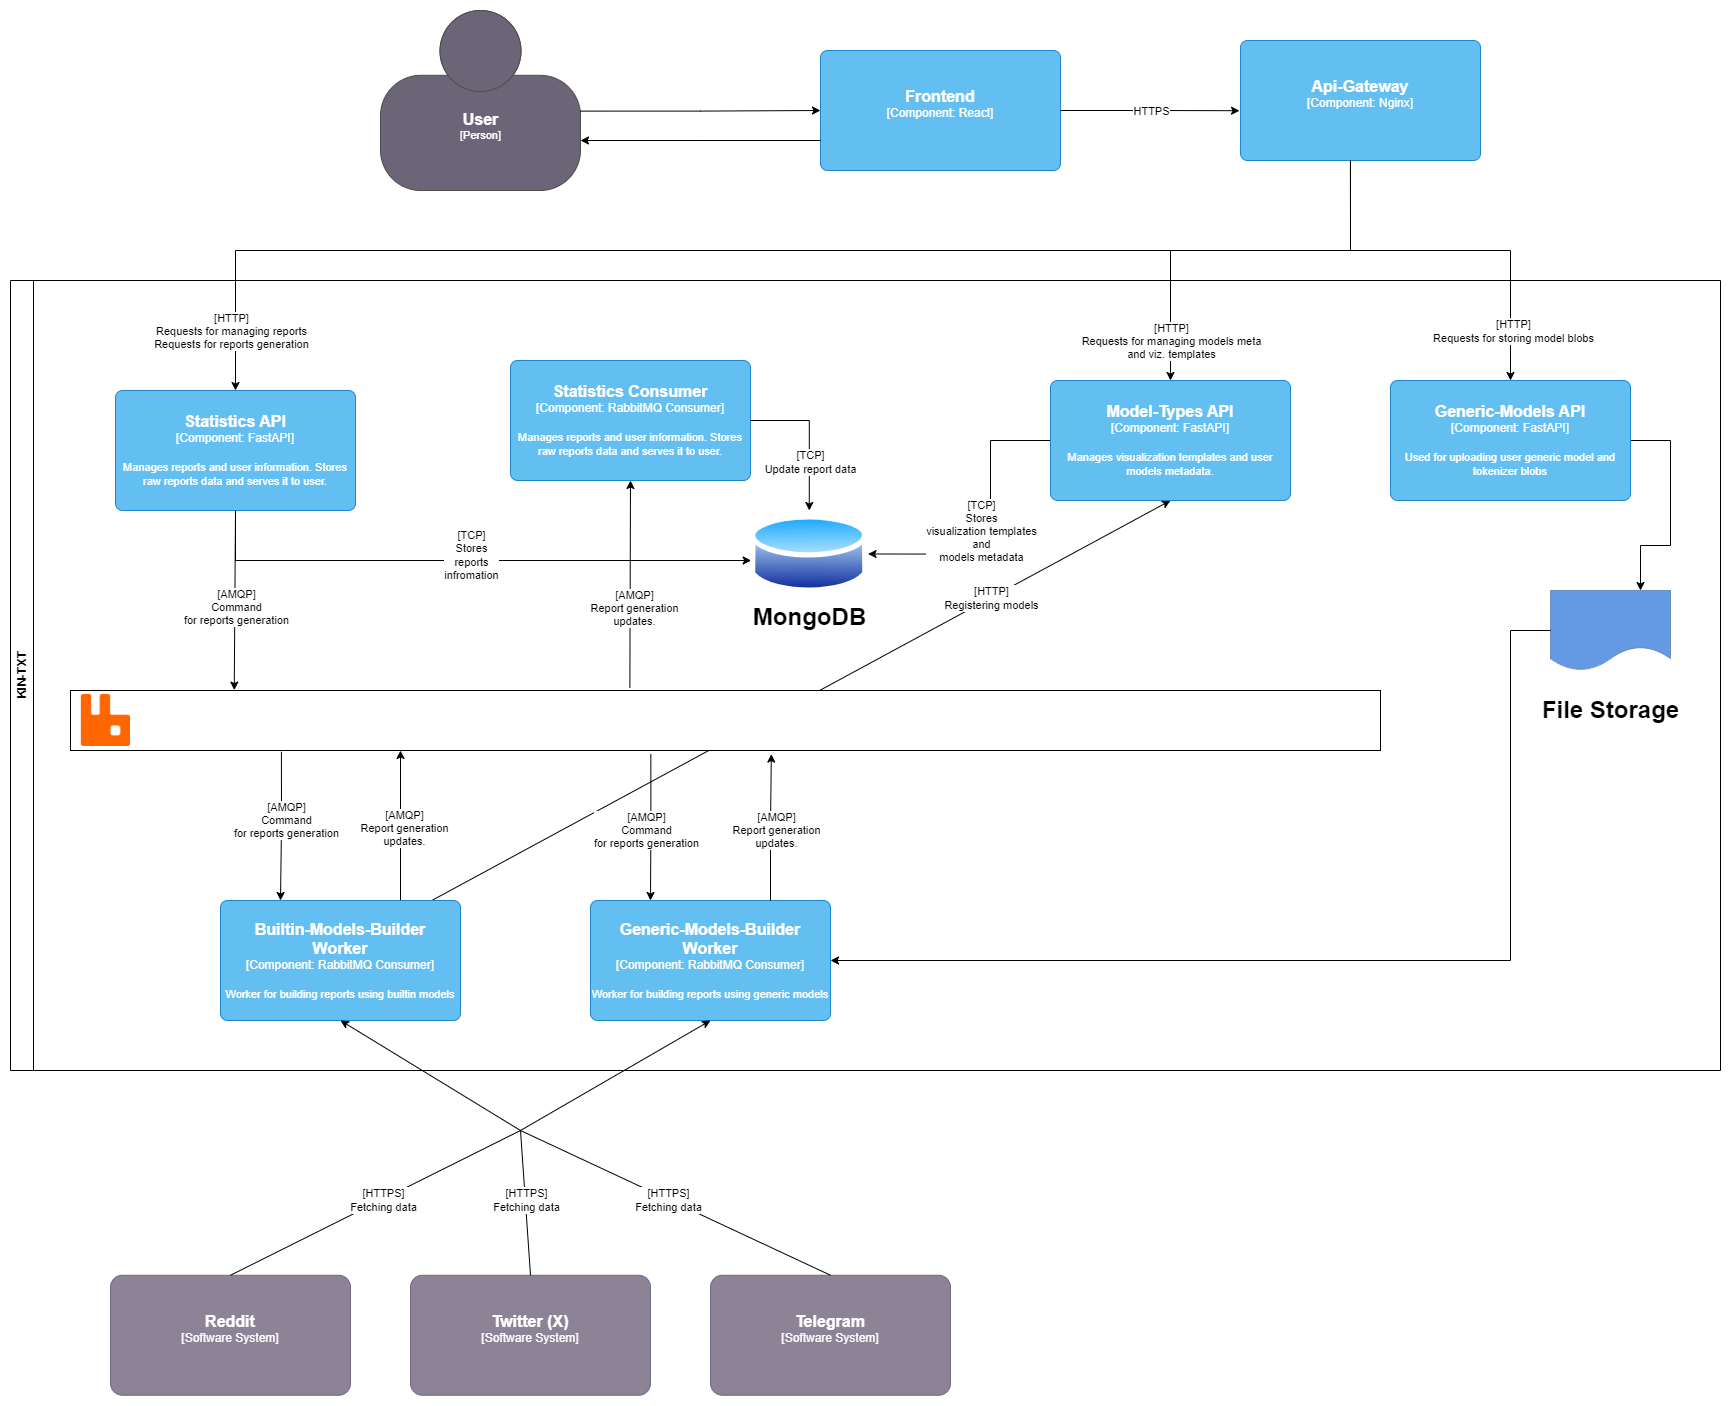 User
[Person]
Frontend
[Component: React]
HTTPS
Api-Gateway
[Component: Nginx]
KIN-TXT
[HTTP]
Requests for managing reports
Requests for reports generation
[HTTP]
Requests for managing models meta
and viz. templates
[HTTP]
Requests for storing model blobs
Statistics API
[Component: FastAPI]
Manages reports and user information. Stores
raw reports data and serves it to user.
Statistics Consumer
[Component: RabbitMQ Consumer]
Manages reports and user information. Stores
raw reports data and serves it to user.
Model-Types API
[Component: FastAPI]
Manages visualization templates and user
models metadata.
Generic-Models API
[Component: FastAPI]
Used for uploading user generic model and
tokenizer blobs
[TCP]
Update report data
[TCP]
Stores
reports
infromation
[TCP]
Stores
visualization templates
and
models metadata
MongoDB
[AMQP]
Command
for reports generation
[AMQP]
Report generation
updates.
[HTTP]
Registering models
File Storage
[AMQP]
Command
for reports generation
[AMQP]
Report generation
updates.
[AMQP]
Command
for reports generation
[AMQP]
Report generation
updates.
Builtin-Models-Builder
Worker
[Component: RabbitMQ Consumer]
Worker for building reports using builtin models
Generic-Models-Builder
Worker
[Component: RabbitMQ Consumer]
Worker for building reports using generic models
[HTTPS]
Fetching data
[HTTPS]
Fetching data
[HTTPS]
Fetching data
Reddit
[Software System]
Twitter (X)
[Software System]
Telegram
[Software System]